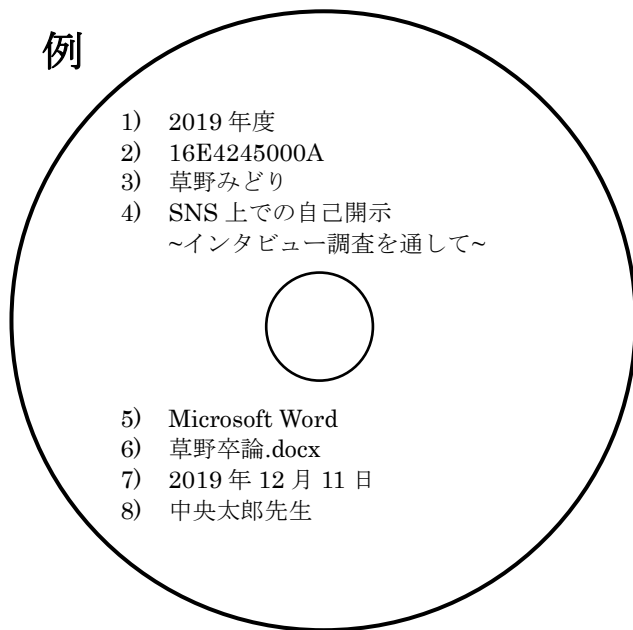 例
1) 2019 年度
2) 16E4245000A
3) 草野みどり
4) SNS 上での自己開示
~インタビュー調査を通して~
5) Microsoft Word
6) 草野卒論.docx
7) 2019 年 12 月 11 日
8) 中央太郎先生